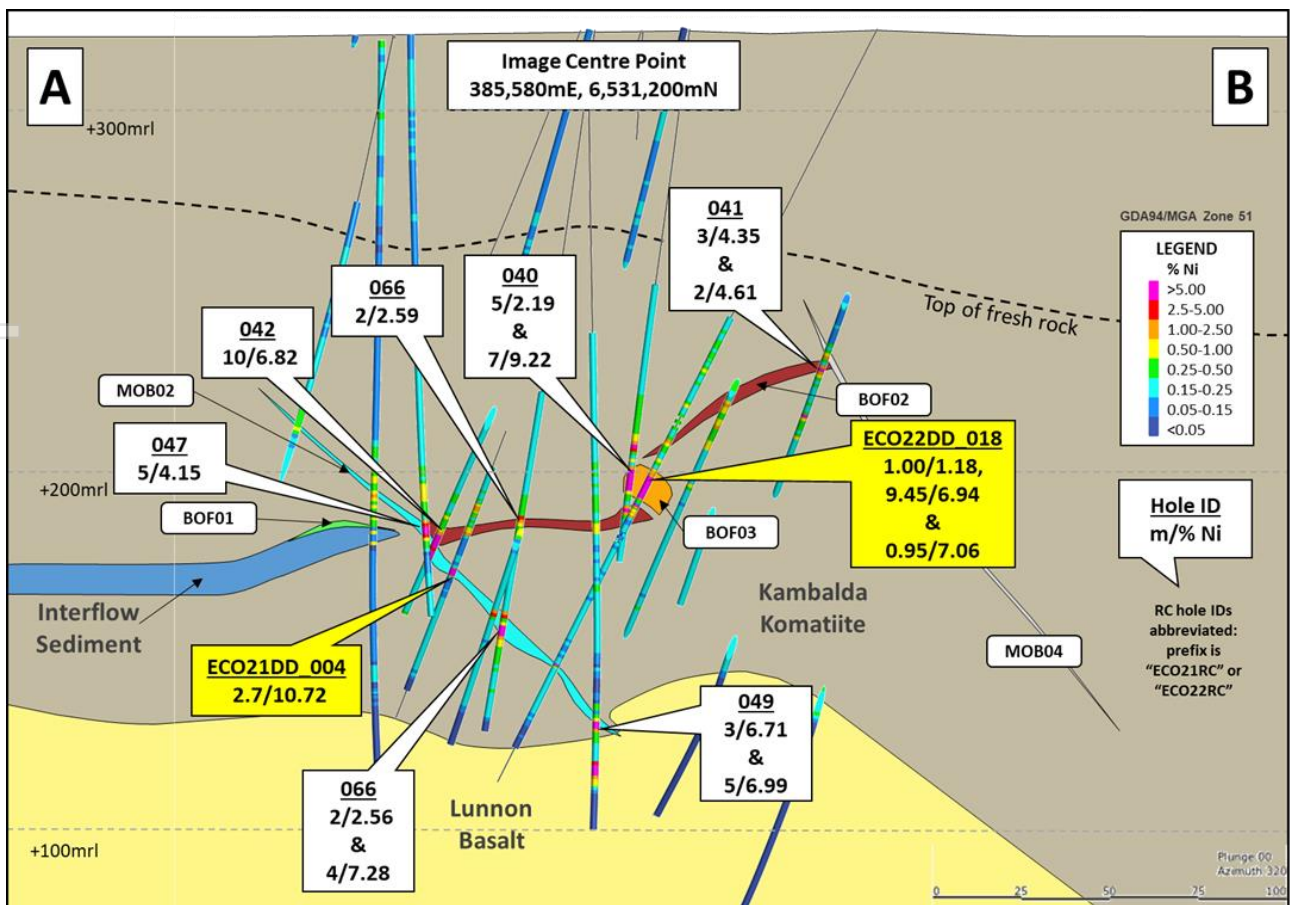 A
Image Centre Point
385,580mE, 6,531,200mN
B
+300mrl
041
3/4.35
&
2/4.61
GDA94/MGA Zone 51
LEGEND
% Ni
>5.00
2.5-5.00
1.00-2.50
0.50-1.00
0.25-0.50
0.15-0.25
0.05-0.15
<0.05
040
5/2.19
&
7/9.22
066
2/2.59
Top of fresh rock
042
10/6.82
MOB02
BOF02
047
5/4.15
ECO22DD_018
1.00/1.18,
9.45/6.94
&
0.95/7.06
+200mrl
BOF01
BOF03
Hole ID
m/% Ni
Interflow
Sediment
Kambalda
Komatiite
RC hole IDs
abbreviated:
prefix is
“ECO21RC” or
“ECO22RC”
MOB04
ECO21DD_004
2.7/10.72
049
3/6.71
&
5/6.99
066
2/2.56
&
4/7.28
Lunnon
Basalt
+100mrl
Plunge 00
Azimuth 320
0 25 50 75 100